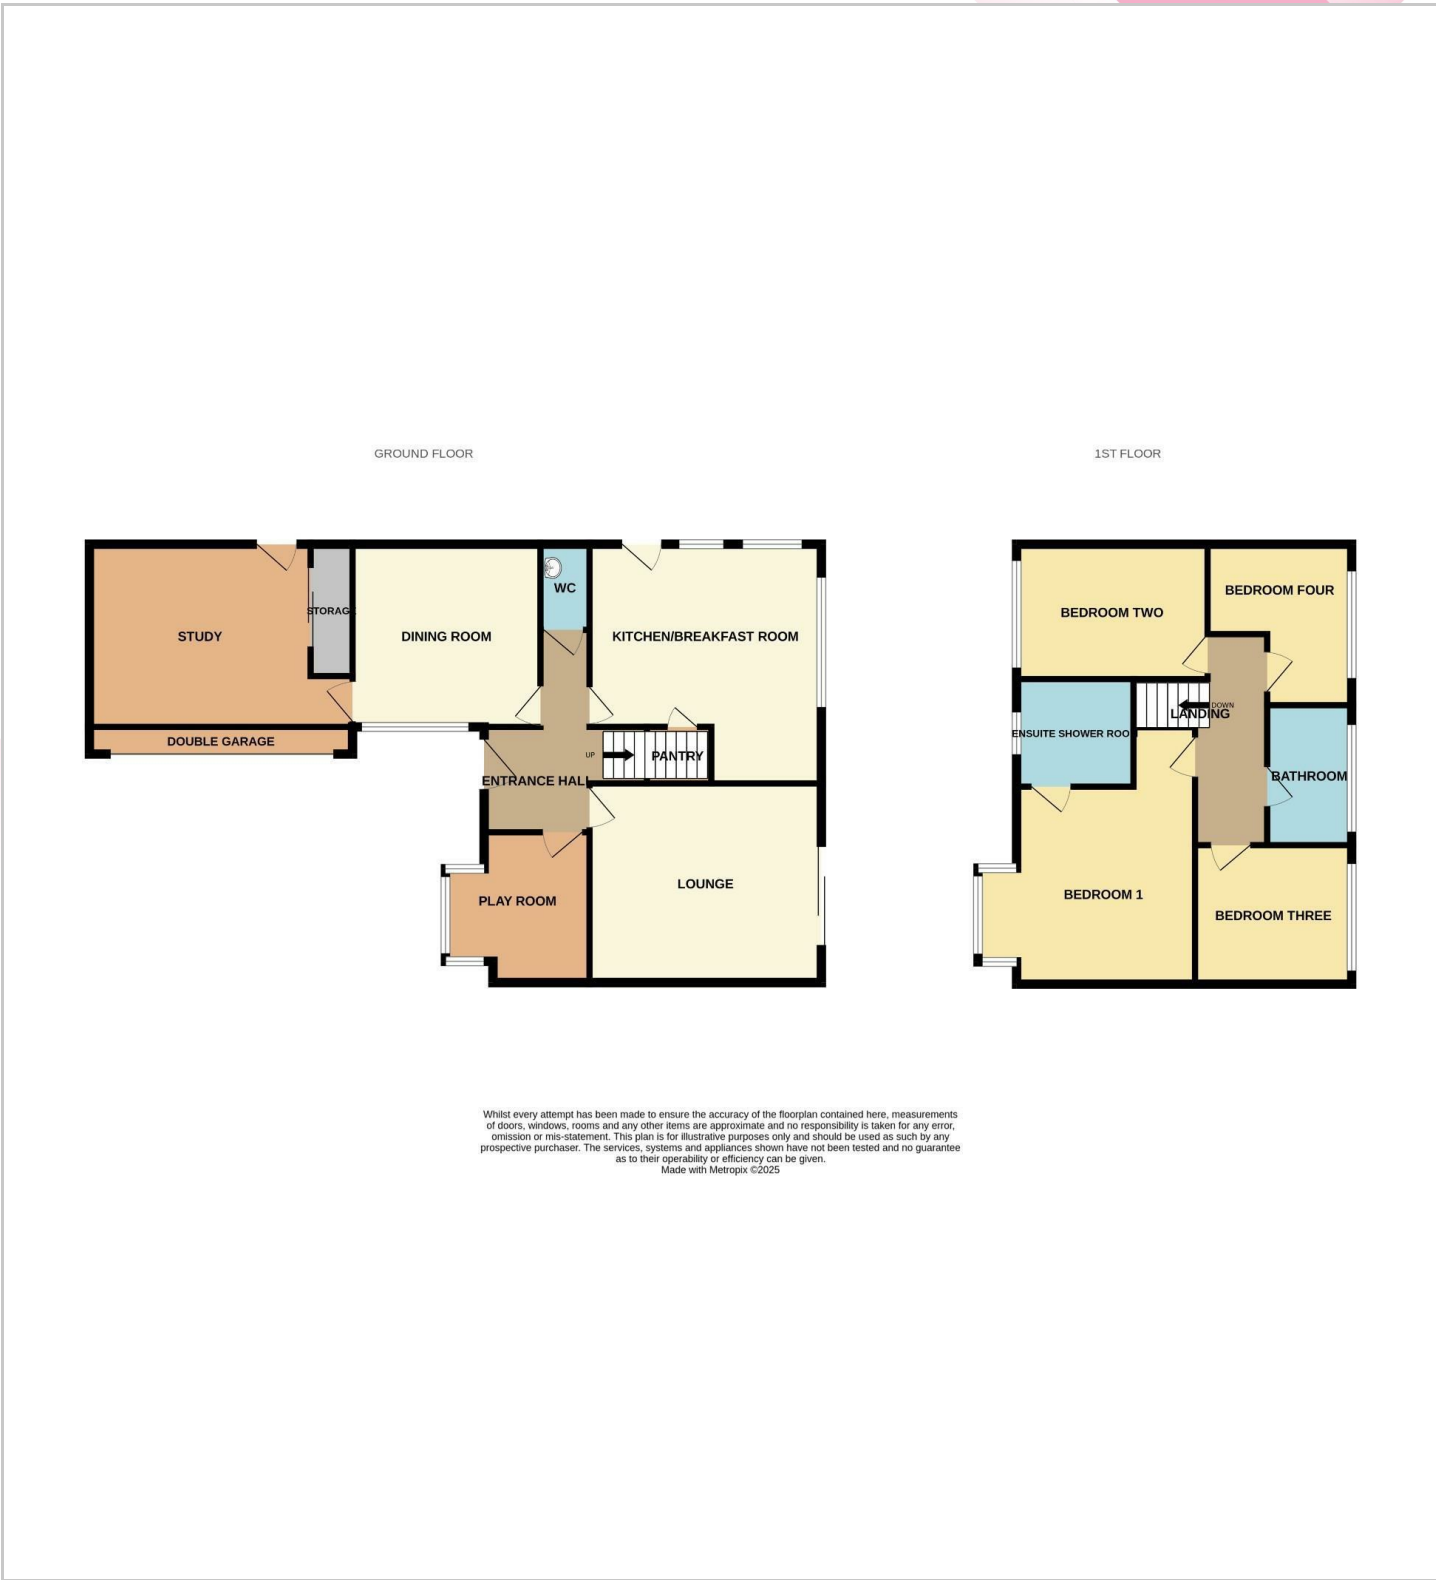 GROUND FLOOR
1ST FLOOR
STUDY
STORAGE
DINING ROOM
WC
KITCHEN/BREAKFAST ROOM
DOUBLE GARAGE
UP
PANTRY
ENTRANCE HALL
PLAY ROOM
LOUNGE
BEDROOM TWO
BEDROOM FOUR
DOWN
LANDING
ENSUITE SHOWER ROO
BATHROOM
BEDROOM 1
BEDROOM THREE
Whilst every attempt has been made to ensure the accuracy of the floorplan contained here, measurements
of doors, windows, rooms and any other items are approximate and no responsibility is taken for any error,
omission or mis-statement. This plan is for illustrative purposes only and should be used as such by any
prospective purchaser. The services, systems and appliances shown have not been tested and no guarantee
as to their operability or efficiency can be given.
Made with Metropix ©2025